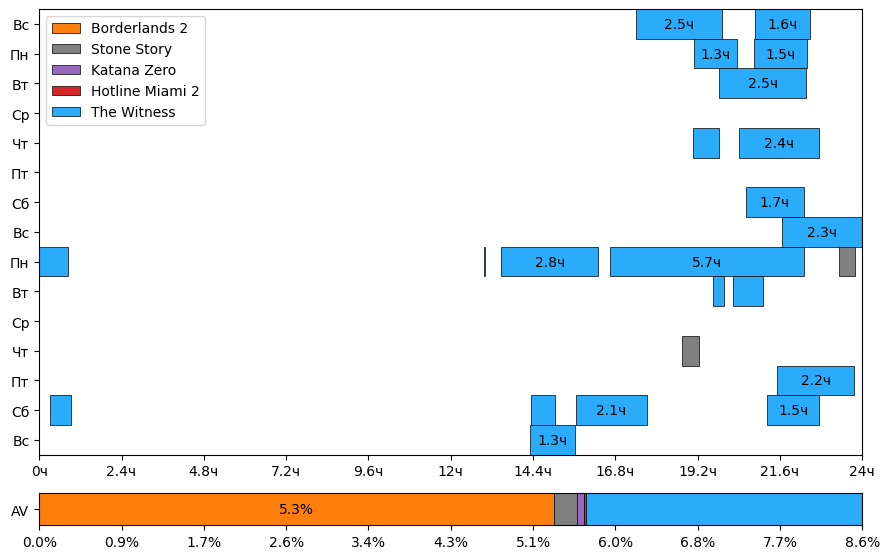 Вс 2.5ч 1.6ч
Borderlands 2
Stone Story
Katana Zero
Hotline Miami 2
The Witness
Пн 1.3ч 1.5ч
Вт 2.5ч
Ср
Чт 2.4ч
Пт
Сб 1.7ч
Вс 2.3ч
Пн 2.8ч 5.7ч
Вт
Ср
Чт
Пт 2.2ч
Сб 2.1ч 1.5ч
Вс 1.3ч
0ч 2.4ч 4.8ч 7.2ч 9.6ч 12ч 14.4ч 16.8ч 19.2ч 21.6ч 24ч
AV 5.3%
0.0% 0.9% 1.7% 2.6% 3.4% 4.3% 5.1% 6.0% 6.8% 7.7% 8.6%